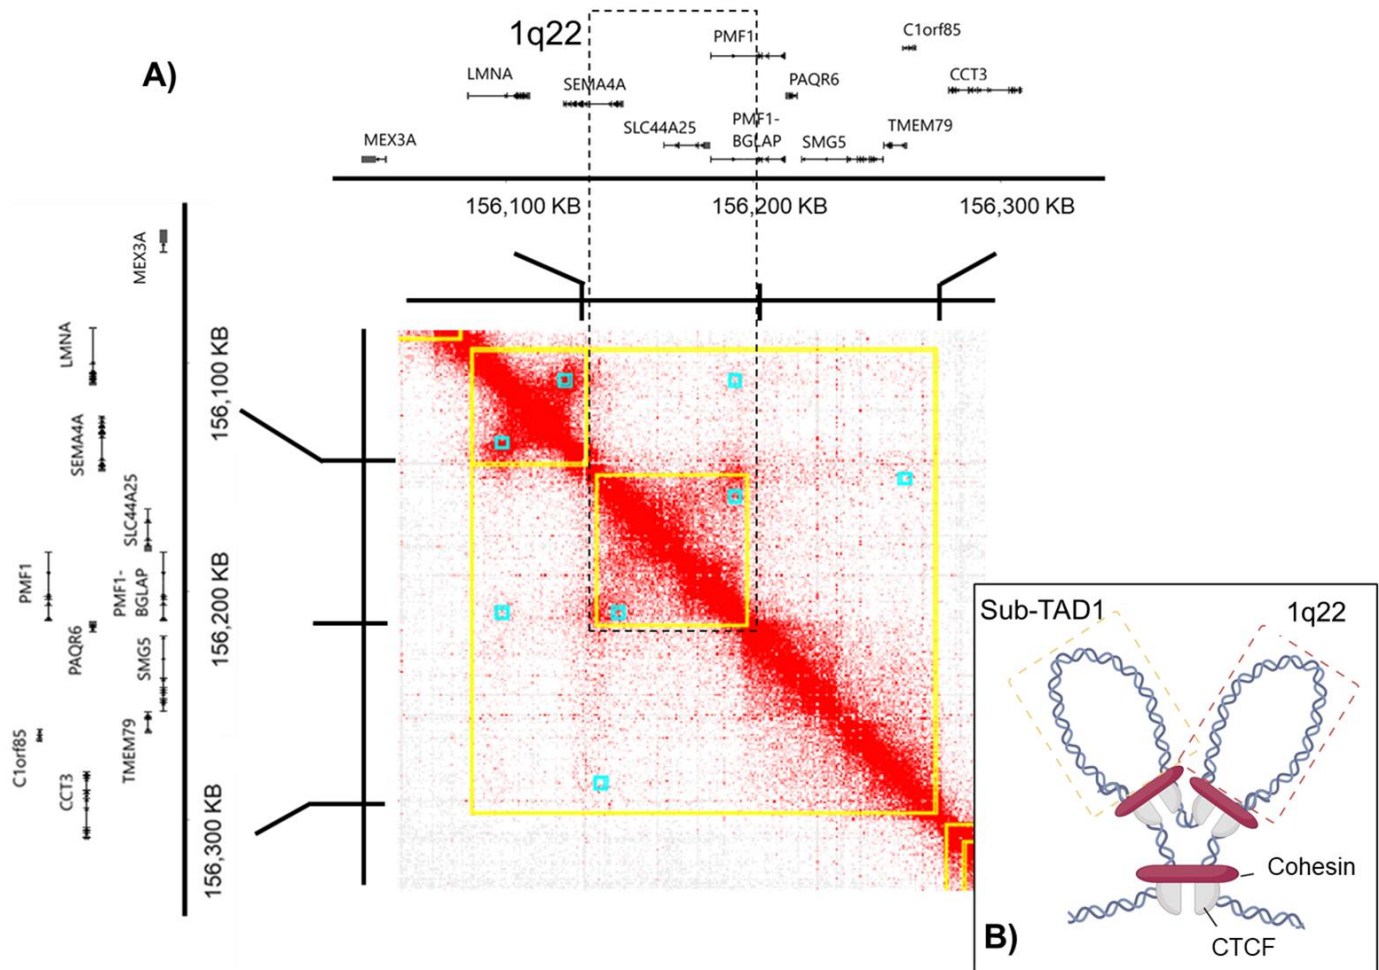 A)
1q22
PMF1
C1orf85
LMNA
SEMA4A
PAQR6
CCT3
SLC44A25
PMF1-
BGLAP
SMG5
TMEM79
MEX3A
156,100 KB
156,200 KB
156,300 KB
MEX3A
LMNA
SEMA4A
SLC44A25
PMF1
PMF1-
BGLAP
PAQR6
SMG5
C1orf85
CCT3
TMEM79
156,100 KB
156,200 KB
156,300 KB
Sub-TAD1
1q22
Cohesin
CTCF
B)